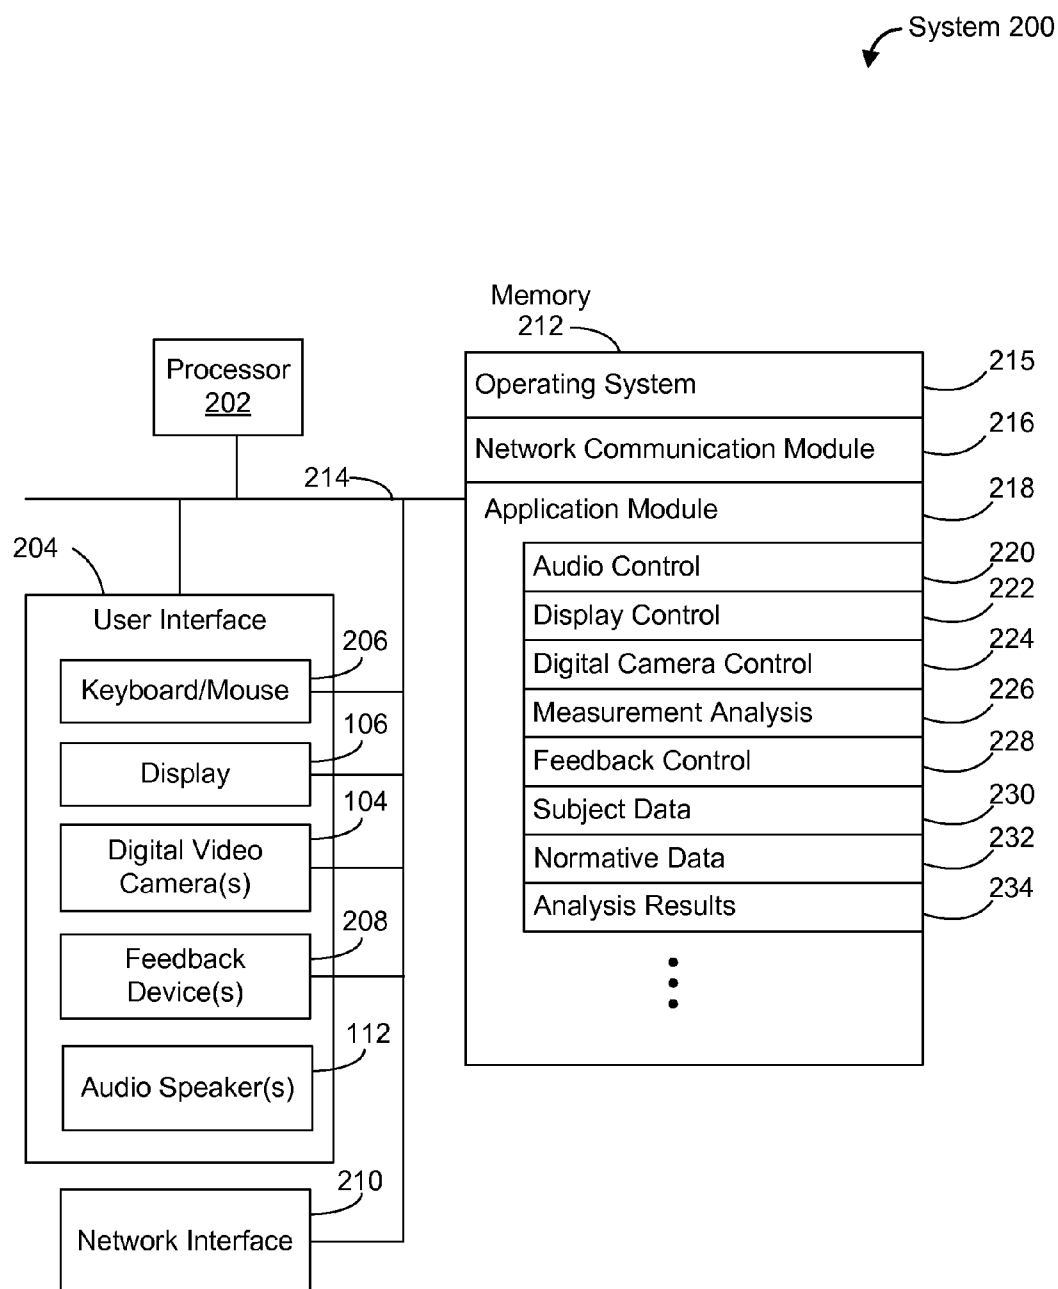 System 200
Memory
212
Processor
202
214
Operating System
215
Network Communication Module
216
Application Module
218
Audio Control
220
Display Control
222
Digital Camera Control
224
Measurement Analysis
226
Feedback Control
228
Subject Data
230
Normative Data
232
Analysis Results
234
204
User Interface
206
Keyboard/Mouse
106
Display
104
Digital Video
Camera(s)
208
Feedback
Device(s)
112
Audio Speaker(s)
210
Network Interface